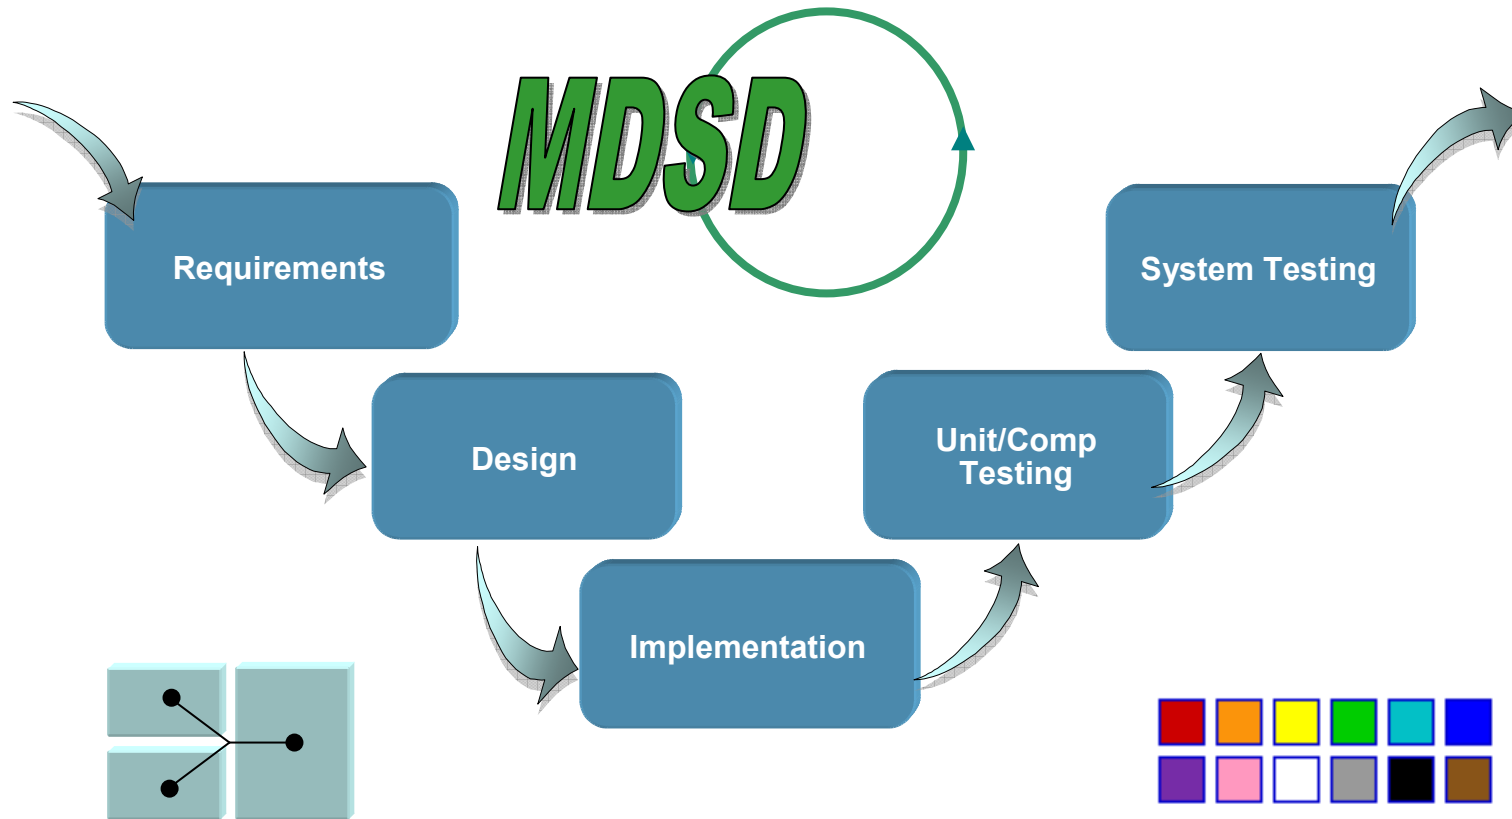 MDSD
Requirements
System Testing
Design
Unit/Comp
Testing
Implementation